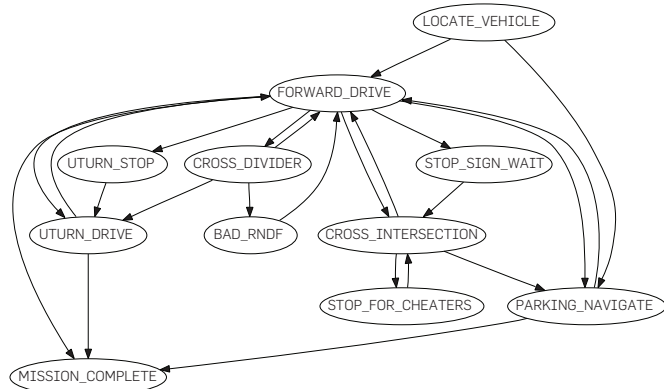 LOCATE_VEHICLE
FORWARD_DRIVE
UTURN_STOP
CROSS_DIVIDER
STOP_SIGN_WAIT
UTURN_DRIVE
BAD_RNDF
CROSS_INTERSECTION
STOP_FOR_CHEATERS
PARKING_NAVIGATE
MISSION_COMPLETE